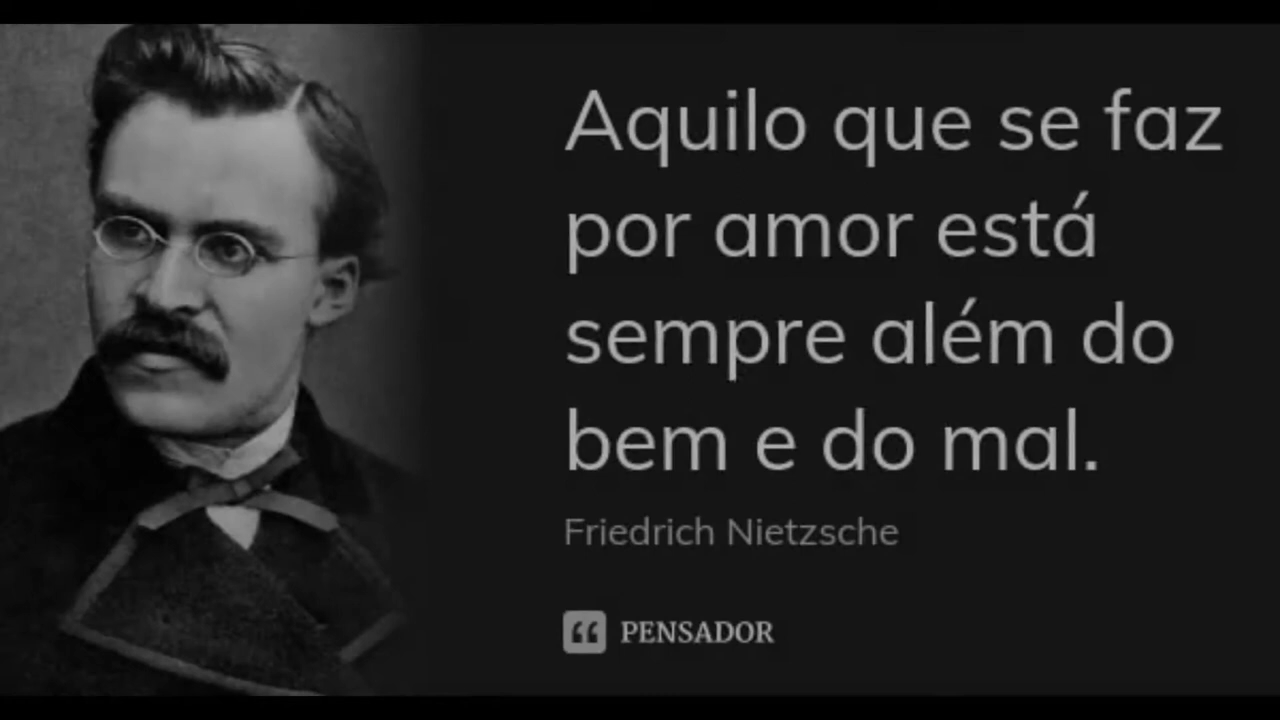 Aquilo que se faz
por amor está
sempre além do
bem e do mal.
Friedrich Nietzsche
PENSADOR